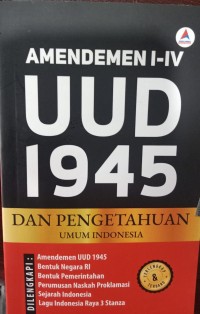 AMENDEMEN I-IV
UUD
1945
DAN PENGETAHUAN
UMUM INDONESIA
DILENGKAPI :
Amendemen UUD 1945
Bentuk Negara RI
Bentuk Pemerintahan
Perumusan Naskah Proklamasi
Sejarah Indonesia
Lagu Indonesia Raya 3 Stanza